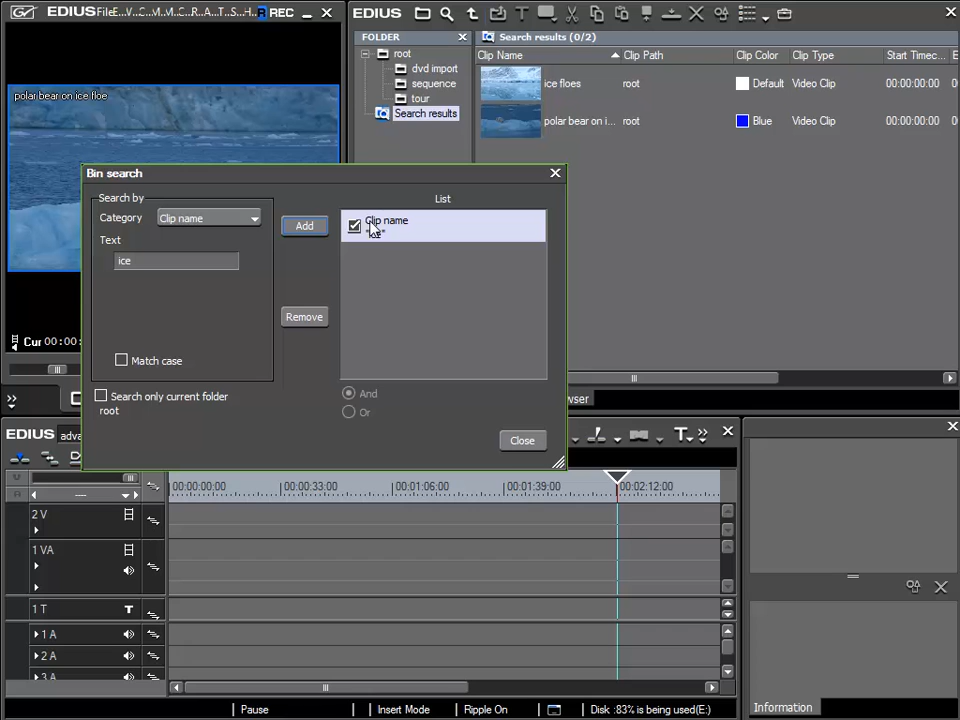 EDIUS
FileE..V...C..M..M..C.R..A..T..S..H..
R REC
polar bear on ice floe
Cur 00:00:
EDIUS
FOLDER
root
dvd import
sequence
tour
Search results
Search results (0/2)
Clip Name
Clip Path
Clip Color
Clip Type
Start Timec...
ice floes
root
Default
Video Clip
00:00:00:00
polar bear on i...
root
Blue
Video Clip
00:00:00:00
Bin search
Search by
Category
Clip name
Text
ice
Match case
Search only current folder
root
Add
Remove
List
Clip name
And
Or
Close
EDIUS
adva
wser
00:00:00:00
00:00:33:00
00:01:06:00
00:01:39:00
00:02:12:00
2 V
1 VA
1 T
T
1 A
2 A
3 A
T
Pause
Insert Mode
Ripple On
Disk :83% is being used(E:)
Information